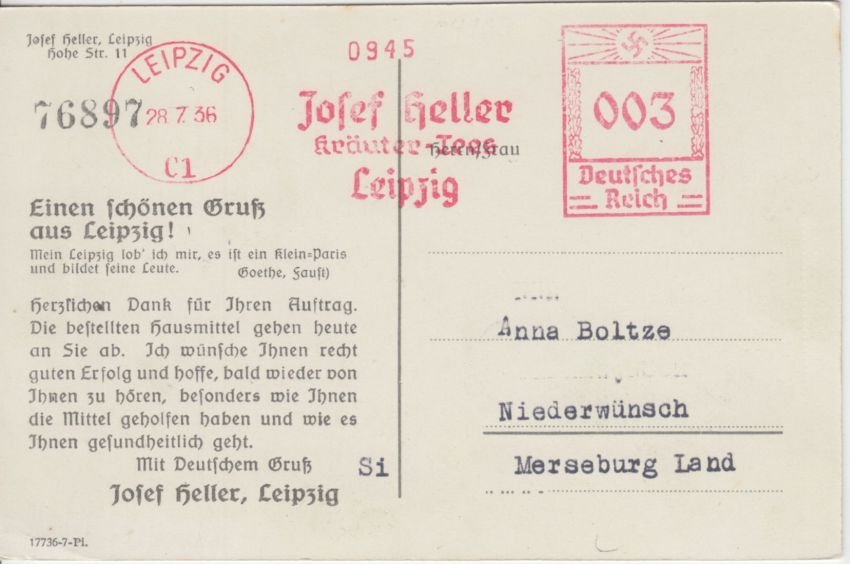 Josef Heller, Leipzig
Hohe Str. 11
76897
LEIPZIG
28.7.36
C1
0945
Josef Heller
Kräuter-Tees
Leipzig
003
Deutsches
Reich
Einen schönen Gruß
aus Leipzig!
Mein Leipzig lob' ich mir, es ist ein Klein=Paris
und bildet seine Leute. Goethe, Faust)
Herzlichen Dank für Ihren Auftrag.
Die bestellten Hausmittel gehen heute
an Sie ab. Ich wünsche Ihnen recht
guten Erfolg und hoffe, bald wieder von
Ihnen zu hören, besonders wie Ihnen
die Mittel geholfen haben und wie es
Ihnen gesundheitlich geht.
Mit Deutschem Gruß Si
Josef Heller, Leipzig
17736-7-Pl.
Anna Boltze
Niederwünsch
Merseburg Land